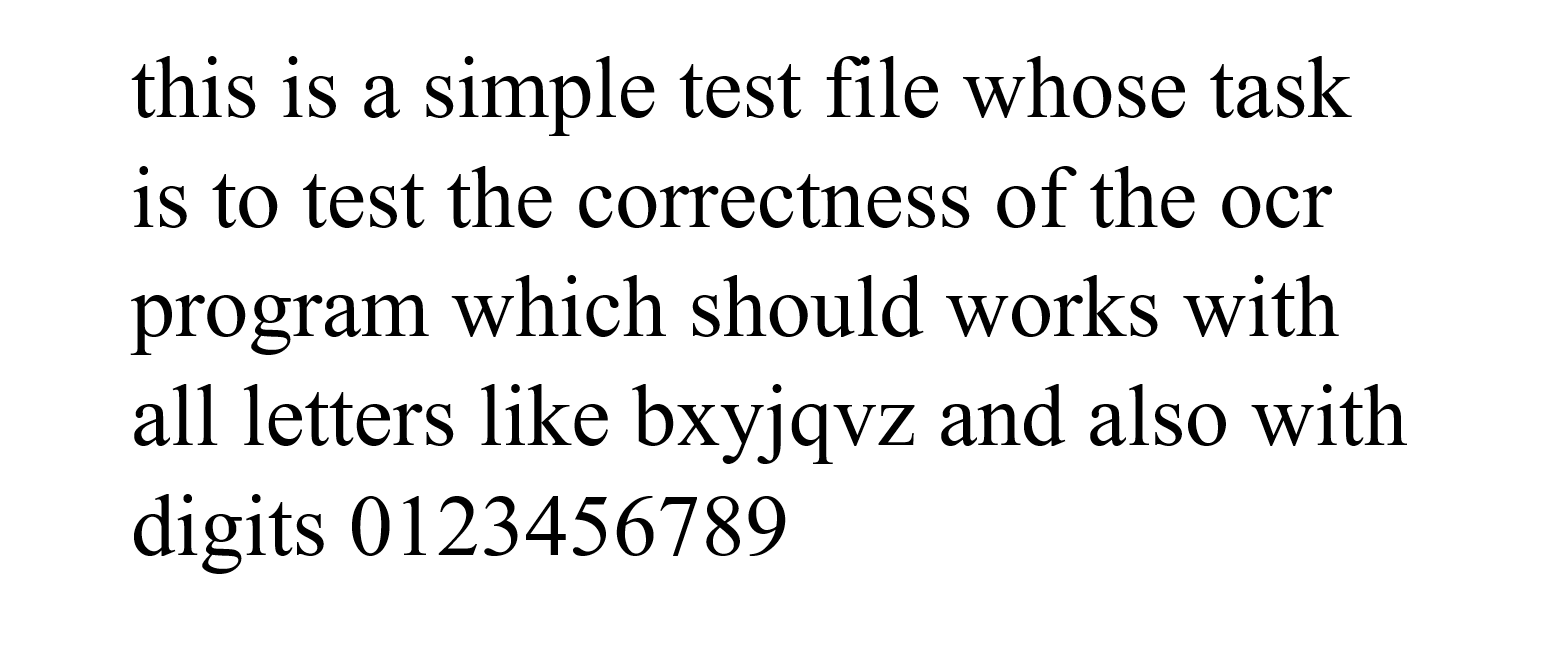 this is a simple test file whose task
is to test the correctness of the ocr
program which should works with
all letters like bxyjqvz and also with
digits 0123456789